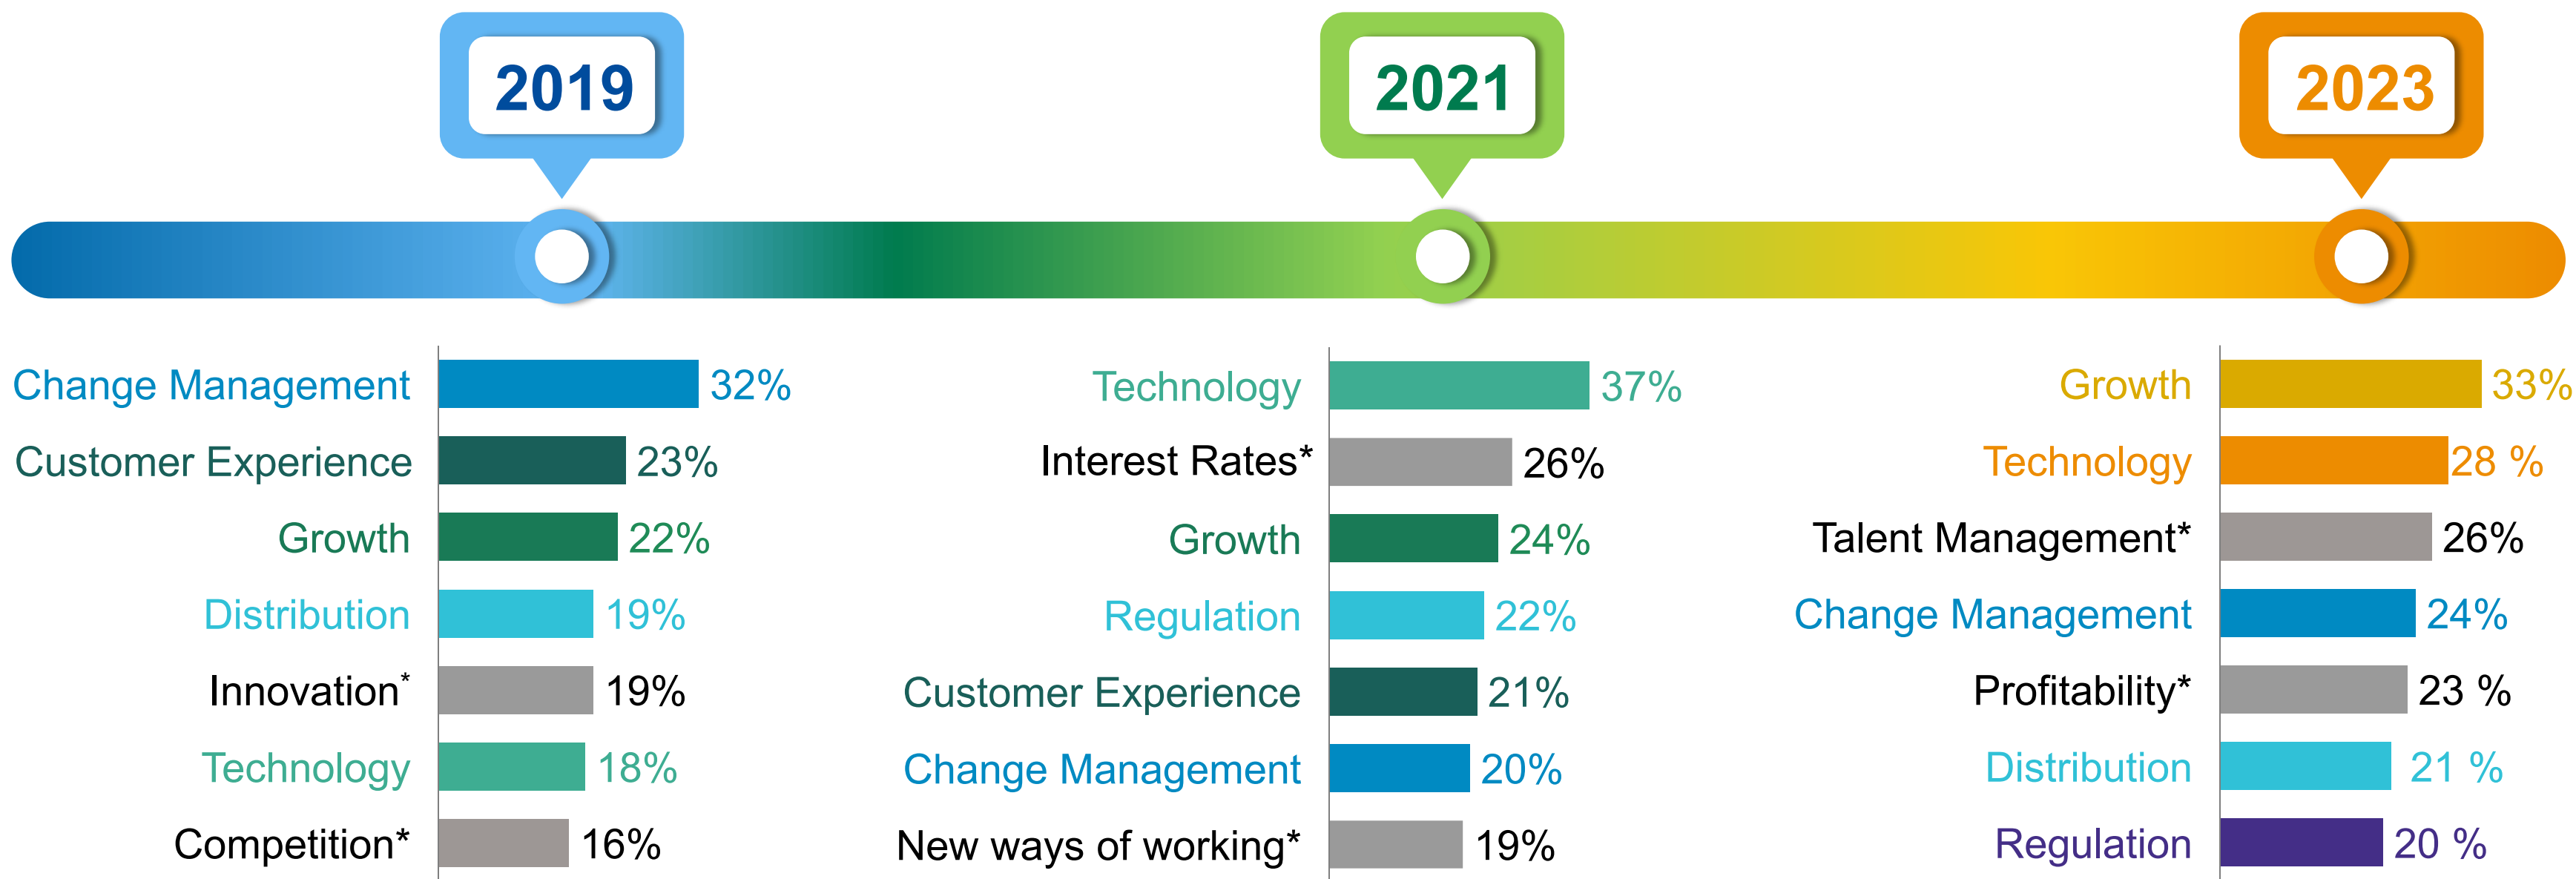 2019
2021
2023
Change Management 32%
Customer Experience 23%
Growth 22%
Distribution 19%
Innovation* 19%
Technology 18%
Competition* 16%
Technology 37%
Interest Rates* 26%
Growth 24%
Regulation 22%
Customer Experience 21%
Change Management 20%
New ways of working* 19%
Growth 33%
Technology 28 %
Talent Management* 26%
Change Management 24%
Profitability* 23 %
Distribution 21 %
Regulation 20 %